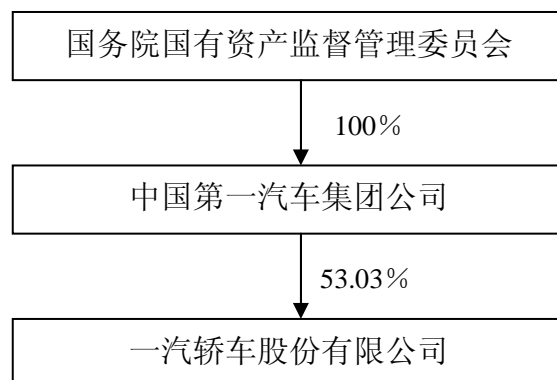 国务院国有资产监督管理委员会
100％
中国第一汽车集团公司
53.03％
一汽轿车股份有限公司